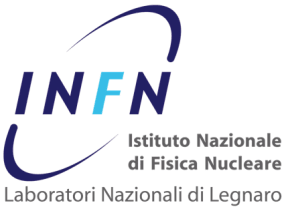 INFN
Istituto Nazionale
di Fisica Nucleare
Laboratori Nazionali di Legnaro